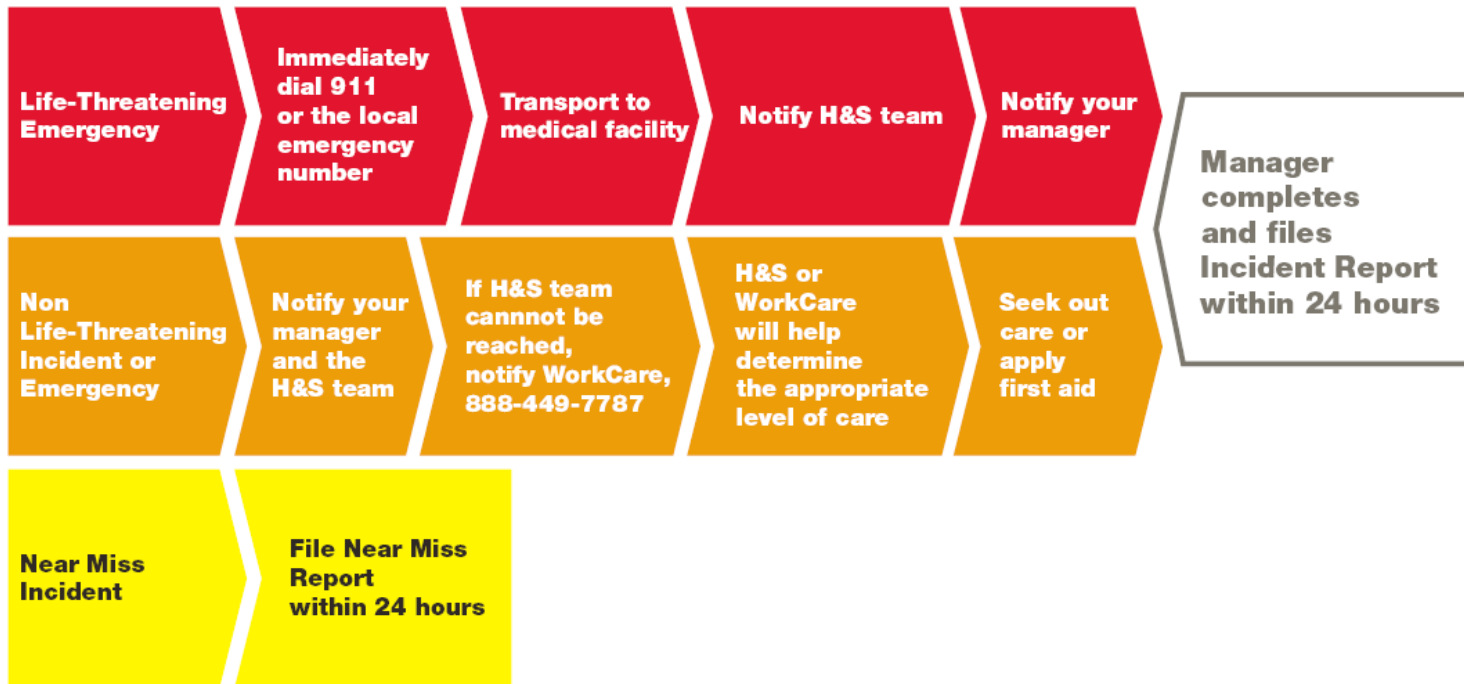 Life-Threatening
Emergency
Immediately
dial 911
or the local
emergency
number
Transport to
medical facility
Notify H&S team
Notify your
manager
Manager
completes
and files
Incident Report
within 24 hours
Non
Life-Threatening
Incident or
Emergency
Notify your
manager
and the
H&S team
If H&S team
cannnot be
reached,
notify WorkCare,
888-449-7787
H&S or
WorkCare
will help
determine
the appropriate
level of care
Seek out
care or
apply
first aid
Near Miss
Incident
File Near Miss
Report
within 24 hours